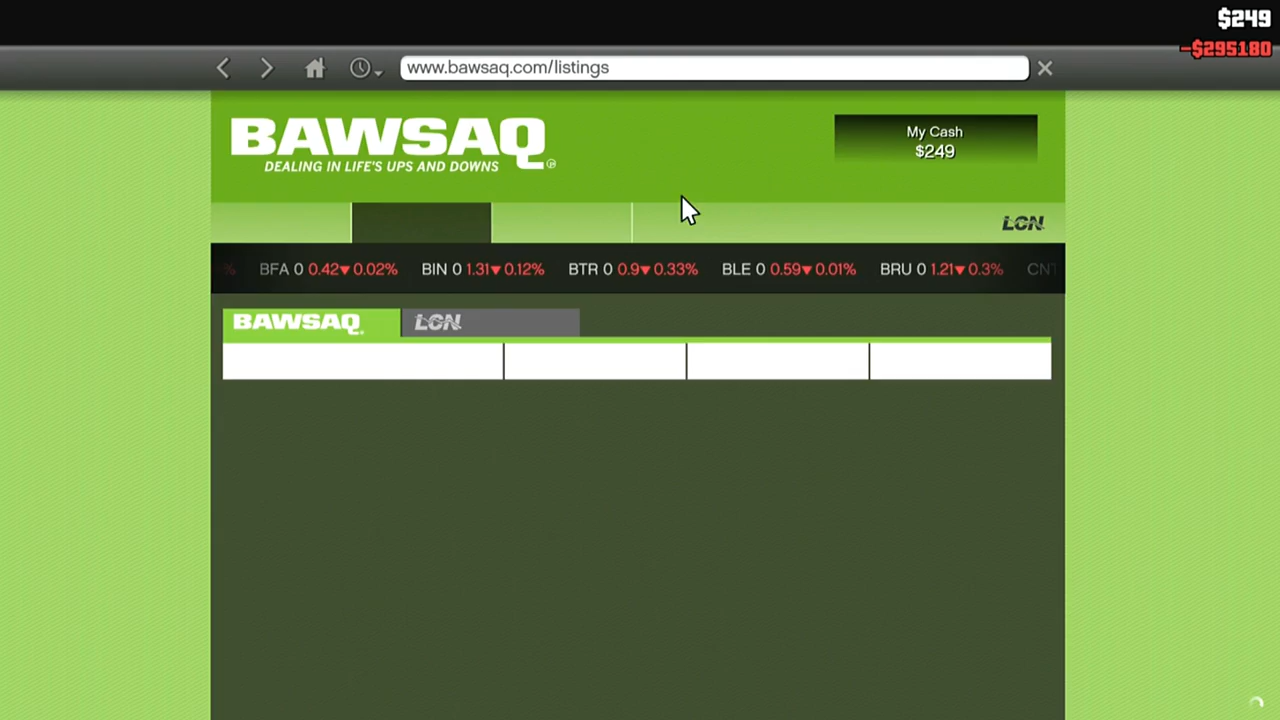 $249
-$295180
www.bawsaq.com/listings
BAWSAQ
DEALING IN LIFE'S UPS AND DOWNS
My Cash
$249
LCN
% BFA 0 0.42▼0.02% BIN 0 1.31▼0.12% BTR 0 0.9▼0.33% BLE 0 0.59▼0.01% BRU 0 1.21▼0.3% CNT
BAWSAQ LCN